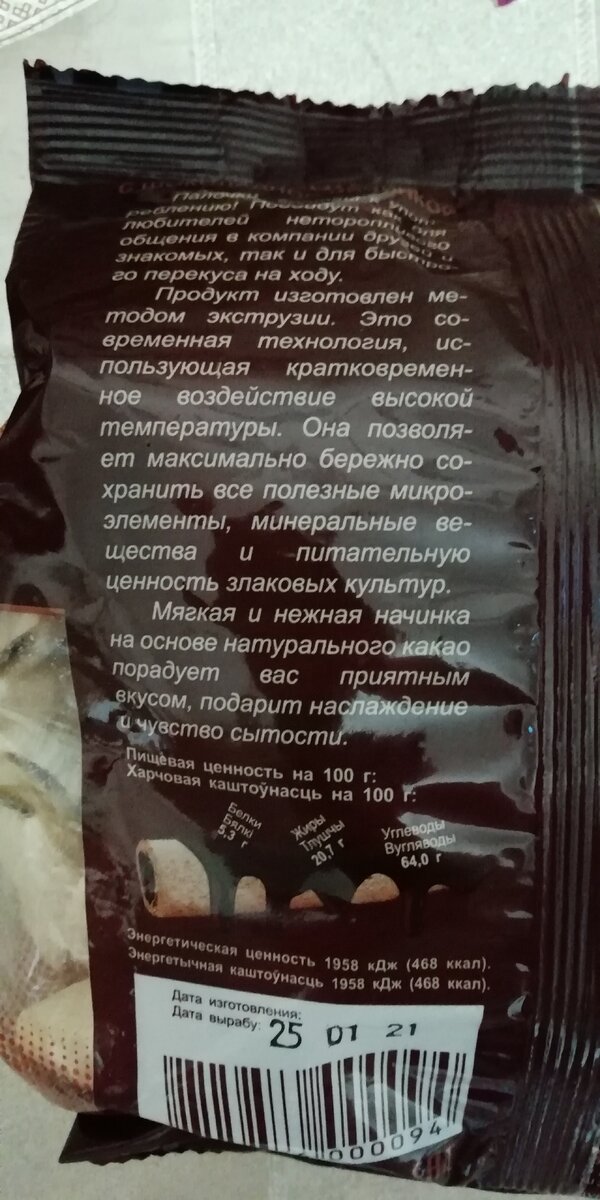 Палочки
любителей неторопли
общения в компании
знакомых, так и для
го перекуса на ходу.
Продукт изготовлен ме-
тодом экструзии. Это со-
временная технология, ис-
пользующая кратковремен-
ное воздействие высокой
температуры. Она позволя-
ет максимально бережно со-
хранить все полезные микро-
элементы, минеральные ве-
щества и питательную
ценность злаковых культур.
Мягкая и нежная начинка
на основе натурального какао
порадует вас приятным
вкусом, подарит наслаждение
и чувство сытости.
Пищевая ценность на 100 г:
Харчовая каштоўнасць на 100 г:
Белки
Бялкі
5,3 г
Жиры
Тлушчы
20,7 г
Углеводы
Вугляводы
64,0 г
Энергетическая ценность 1958 кДж (468 ккал).
Энергетычная каштоўнасць 1958 кДж (468 ккал).
Дата изготовления:
Дата вырабу: 25 01 21
000094